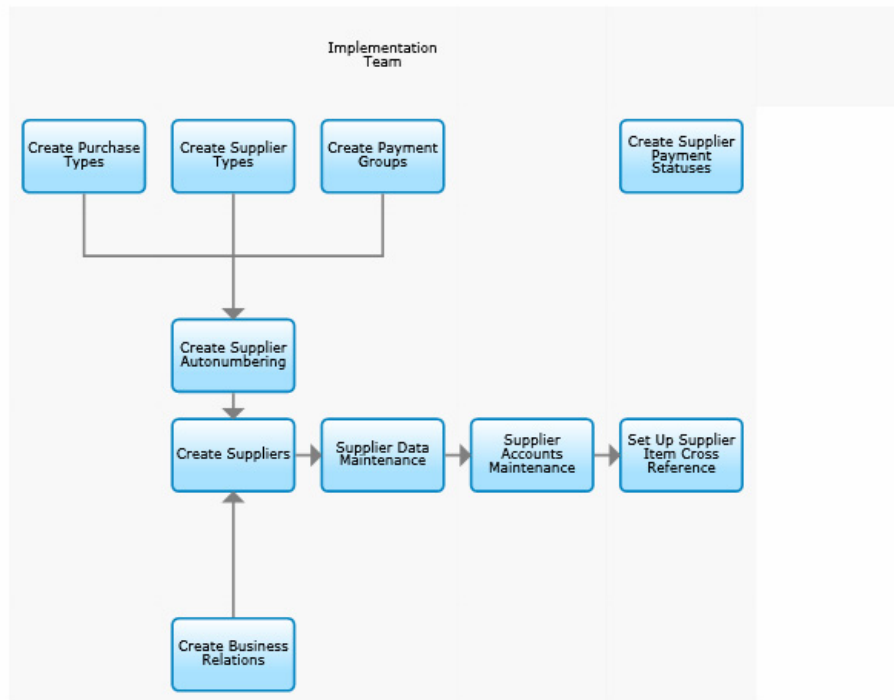 Implementation
Team
Create Purchase
Types
Create Supplier
Types
Create Payment
Groups
Create Supplier
Payment
Statuses
Create Supplier
Autonumbering
Create Suppliers
Supplier Data
Maintenance
Supplier
Accounts
Maintenance
Set Up Supplier
Item Cross
Reference
Create Business
Relations